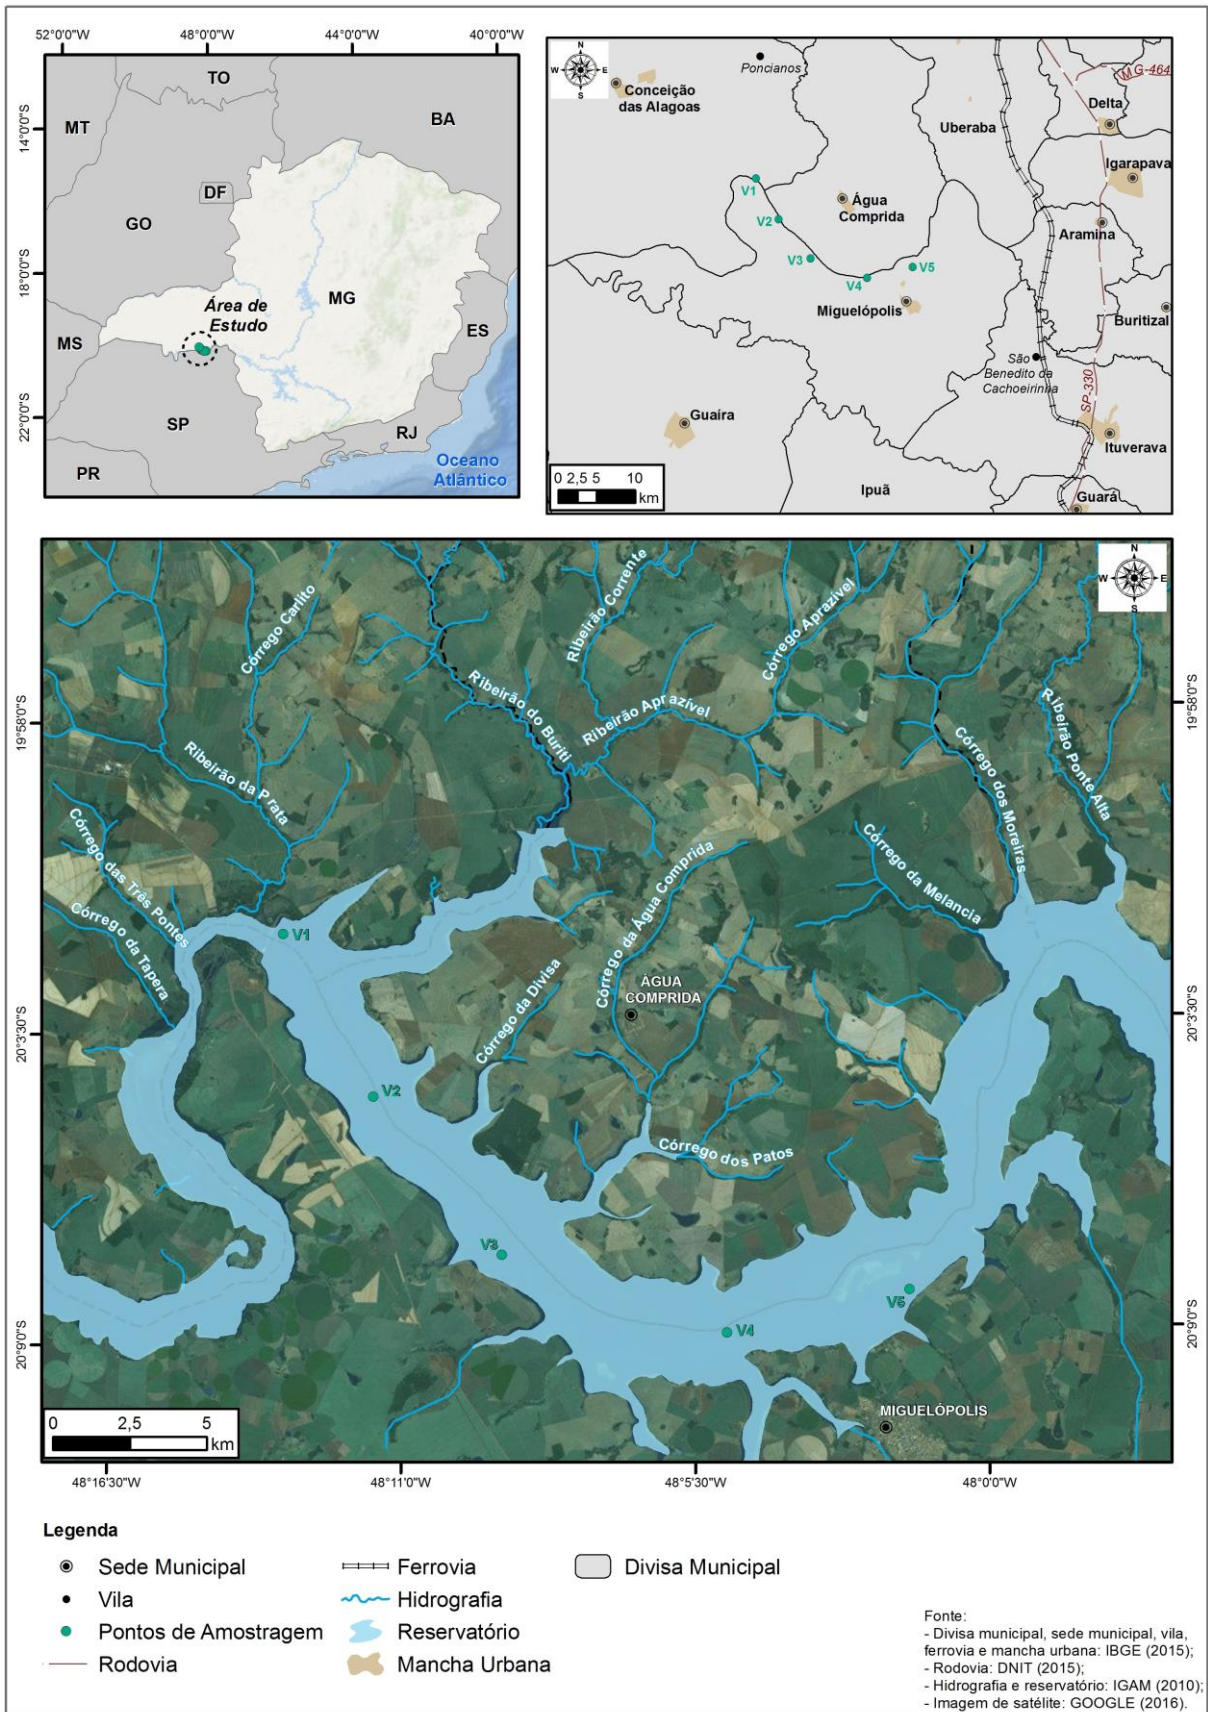 52°0'0"W
48°0'0"W
44°0'0"W
40°0'0"W
14°0'0"S
18°0'0"S
22°0'0"S
TO
MT
BA
DF
GO
MG
Área de
Estudo
MS
ES
SP
RJ
PR
Oceano
Atlântico
N
W
E
S
Poncianos
MG-464
Conceição
das Alagoas
Delta
Uberaba
Igarapava
V1
Água
Comprida
V2
Aramina
V3
V5
V4
Miguelópolis
Buritizal
São
Benedito da
Cachoeirinha
SP-330
Guaíra
Ituverava
Ipuã
Guará
0 2,5 5 10
km
N
W
E
S
Córrego Carlito
Ribeirão Corrente
Córrego Aprazível
Ribeirão do Buriti
Ribeirão Aprazível
Ribeirão Ponte Alta
Córrego dos Moreiras
Ribeirão da Prata
Córrego das Três Pontes
Córrego da Tapera
Córrego da Água Comprida
Córrego da Melancia
V1
Córrego da Divisa
ÁGUA
COMPRIDA
V2
Córrego dos Patos
V3
V5
V4
MIGUELÓPOLIS
0 2,5 5
km
19°58'0"S
20°3'30"S
20°9'0"S
19°58'0"S
20°3'30"S
20°9'0"S
48°16'30"W
48°11'0"W
48°5'30"W
48°0'0"W
Legenda
Sede Municipal
Vila
Pontos de Amostragem
Rodovia
Ferrovia
Hidrografia
Reservatório
Mancha Urbana
Divisa Municipal
Fonte:
- Divisa municipal, sede municipal, vila,
ferrovia e mancha urbana: IBGE (2015);
- Rodovia: DNIT (2015);
- Hidrografia e reservatório: IGAM (2010);
- Imagem de satélite: GOOGLE (2016).